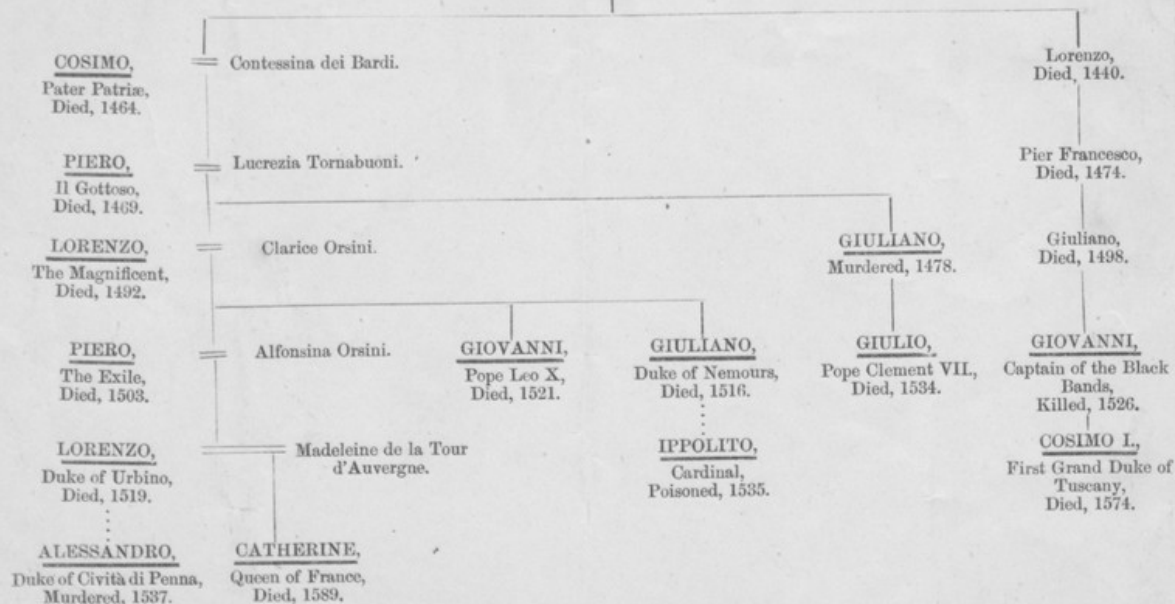 COSIMO,
Pater Patriæ,
Died, 1464.
Contessina dei Bardi.
Lorenzo,
Died, 1440.
PIERO,
Il Gottoso,
Died, 1469.
Lucrezia Tornabuoni.
Pier Francesco,
Died, 1474.
LORENZO,
The Magnificent,
Died, 1492.
Clarice Orsini.
GIULIANO,
Murdered, 1478.
Giuliano,
Died, 1498.
PIERO,
The Exile,
Died, 1503.
Alfonsina Orsini.
GIOVANNI,
Pope Leo X,
Died, 1521.
GIULIANO,
Duke of Nemours,
Died, 1516.
GIULIO,
Pope Clement VII.,
Died, 1534.
GIOVANNI,
Captain of the Black
Bands,
Killed, 1526.
LORENZO,
Duke of Urbino,
Died, 1519.
Madeleine de la Tour
d'Auvergne.
IPPOLITO,
Cardinal,
Poisoned, 1535.
COSIMO I.,
First Grand Duke of
Tuscany,
Died, 1574.
ALESSANDRO,
Duke of Cività di Penna,
Murdered, 1537.
CATHERINE,
Queen of France,
Died, 1589.